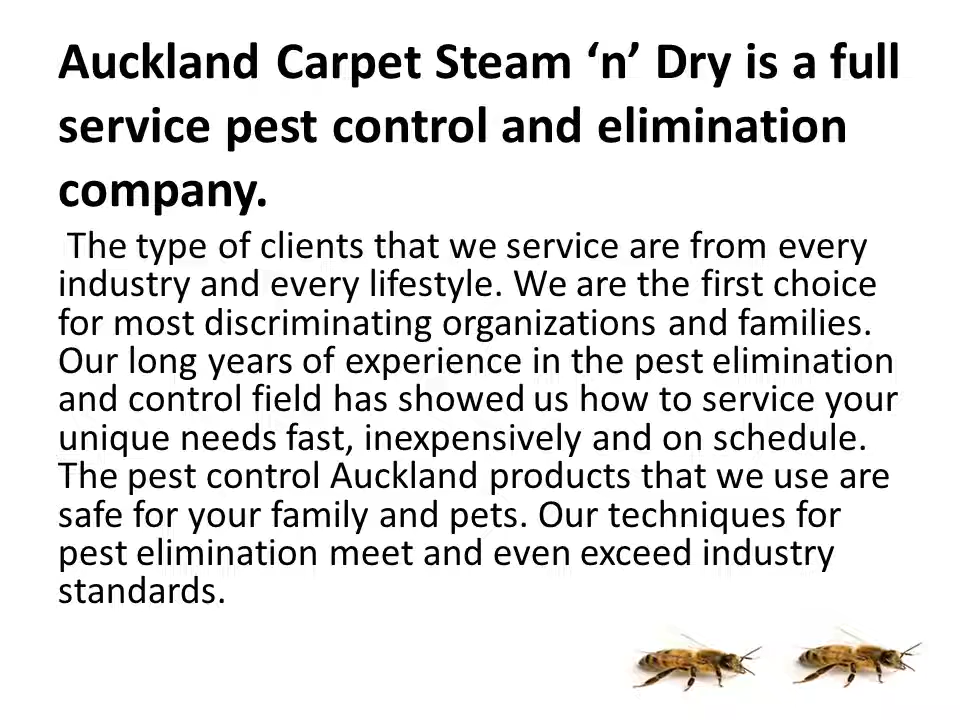 Auckland Carpet Steam ‘n’ Dry is a full
service pest control and elimination
company.
The type of clients that we service are from every
industry and every lifestyle. We are the first choice
for most discriminating organizations and families.
Our long years of experience in the pest elimination
and control field has showed us how to service your
unique needs fast, inexpensively and on schedule.
The pest control Auckland products that we use are
safe for your family and pets. Our techniques for
pest elimination meet and even exceed industry
standards.